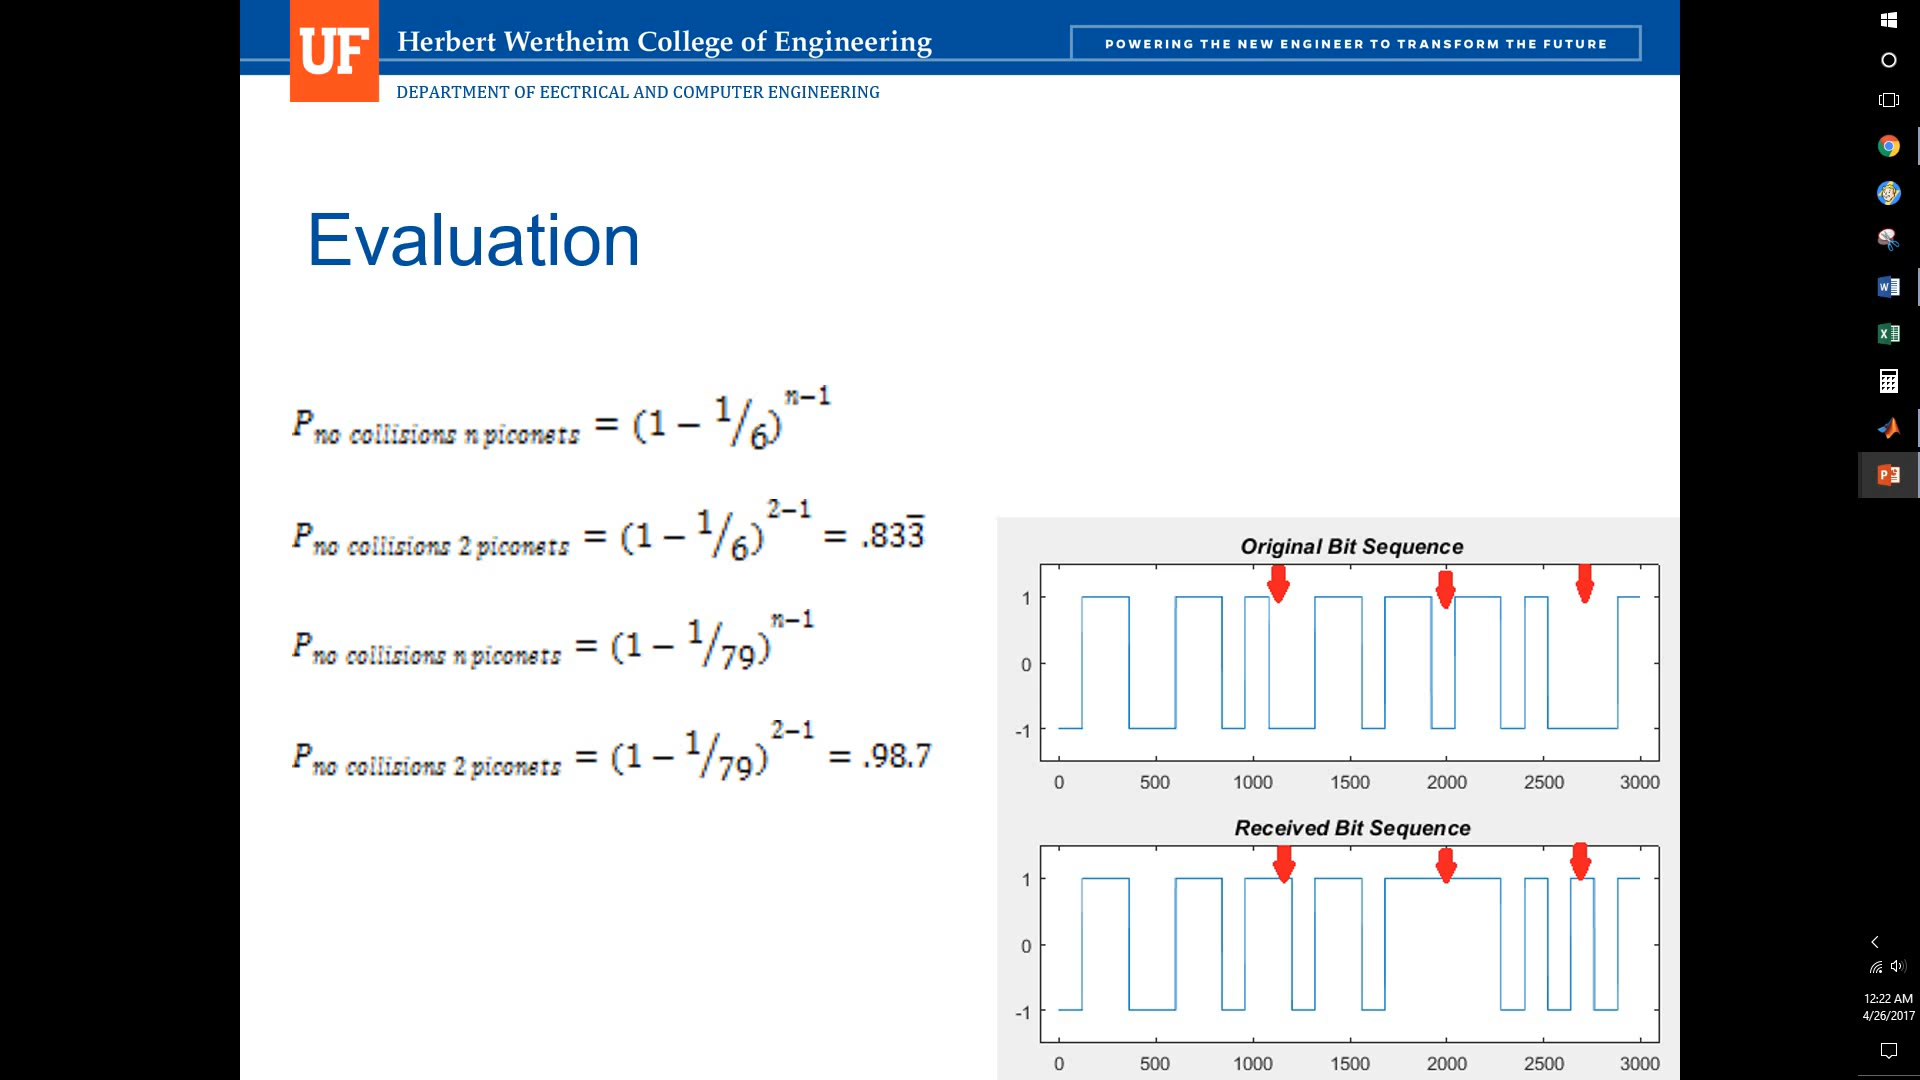 UF Herbert Wertheim College of Engineering
POWERING THE NEW ENGINEER TO TRANSFORM THE FUTURE
DEPARTMENT OF EECTRICAL AND COMPUTER ENGINEERING
Evaluation
P no collisions n piconets = (1 − 1/6)^n−1
P no collisions 2 piconets = (1 − 1/6)^2−1 = .833̅
P no collisions n piconets = (1 − 1/79)^n−1
P no collisions 2 piconets = (1 − 1/79)^2−1 = .98.7
Original Bit Sequence
1
0
-1
0 500 1000 1500 2000 2500 3000
Received Bit Sequence
1
0
-1
0 500 1000 1500 2000 2500 3000
12:22 AM
4/26/2017